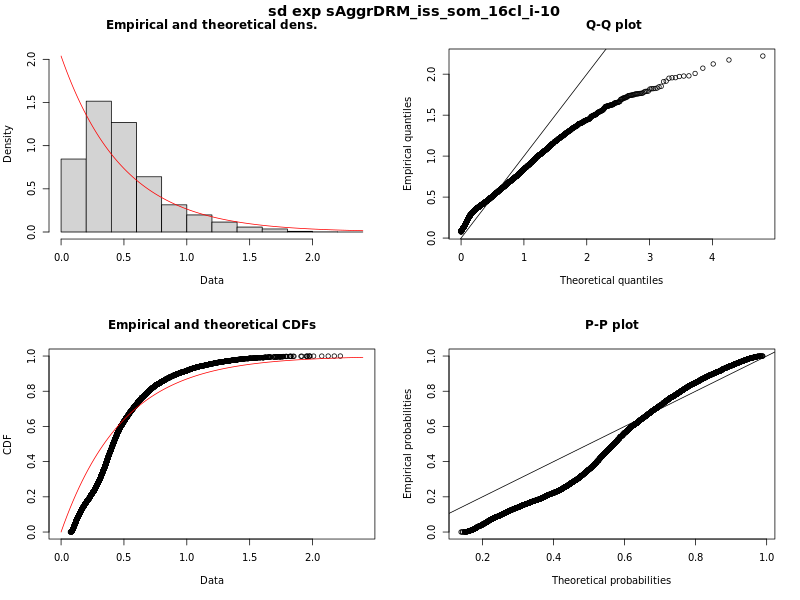 sd exp sAggrDRM_iss_som_16cl_i-10
Empirical and theoretical dens.
Density
0.0 0.5 1.0 1.5 2.0
0.0 0.5 1.0 1.5 2.0
Data
Q-Q plot
Empirical quantiles
0.0 0.5 1.0 1.5 2.0
0 1 2 3 4
Theoretical quantiles
Empirical and theoretical CDFs
CDF
0.0 0.2 0.4 0.6 0.8 1.0
0.0 0.5 1.0 1.5 2.0
Data
P-P plot
Empirical probabilities
0.0 0.2 0.4 0.6 0.8 1.0
0.2 0.4 0.6 0.8 1.0
Theoretical probabilities